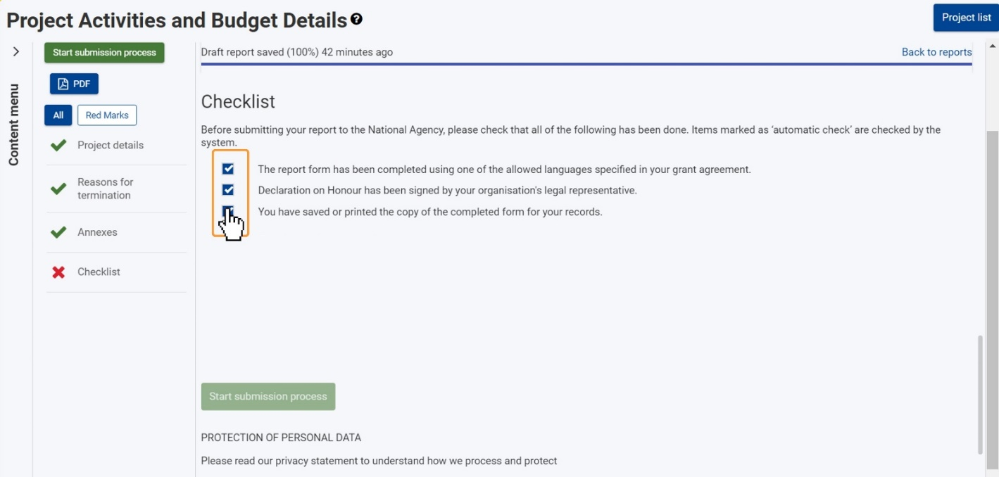 Project Activities and Budget Details
Project list
Content menu
Start submission process
PDF
All
Red Marks
Project details
Reasons for
termination
Annexes
Checklist
Draft report saved (100%) 42 minutes ago
Back to reports
Checklist
Before submitting your report to the National Agency, please check that all of the following has been done. Items marked as ‘automatic check’ are checked by the
system.
The report form has been completed using one of the allowed languages specified in your grant agreement.
Declaration on Honour has been signed by your organisation's legal representative.
You have saved or printed the copy of the completed form for your records.
Start submission process
PROTECTION OF PERSONAL DATA
Please read our privacy statement to understand how we process and protect